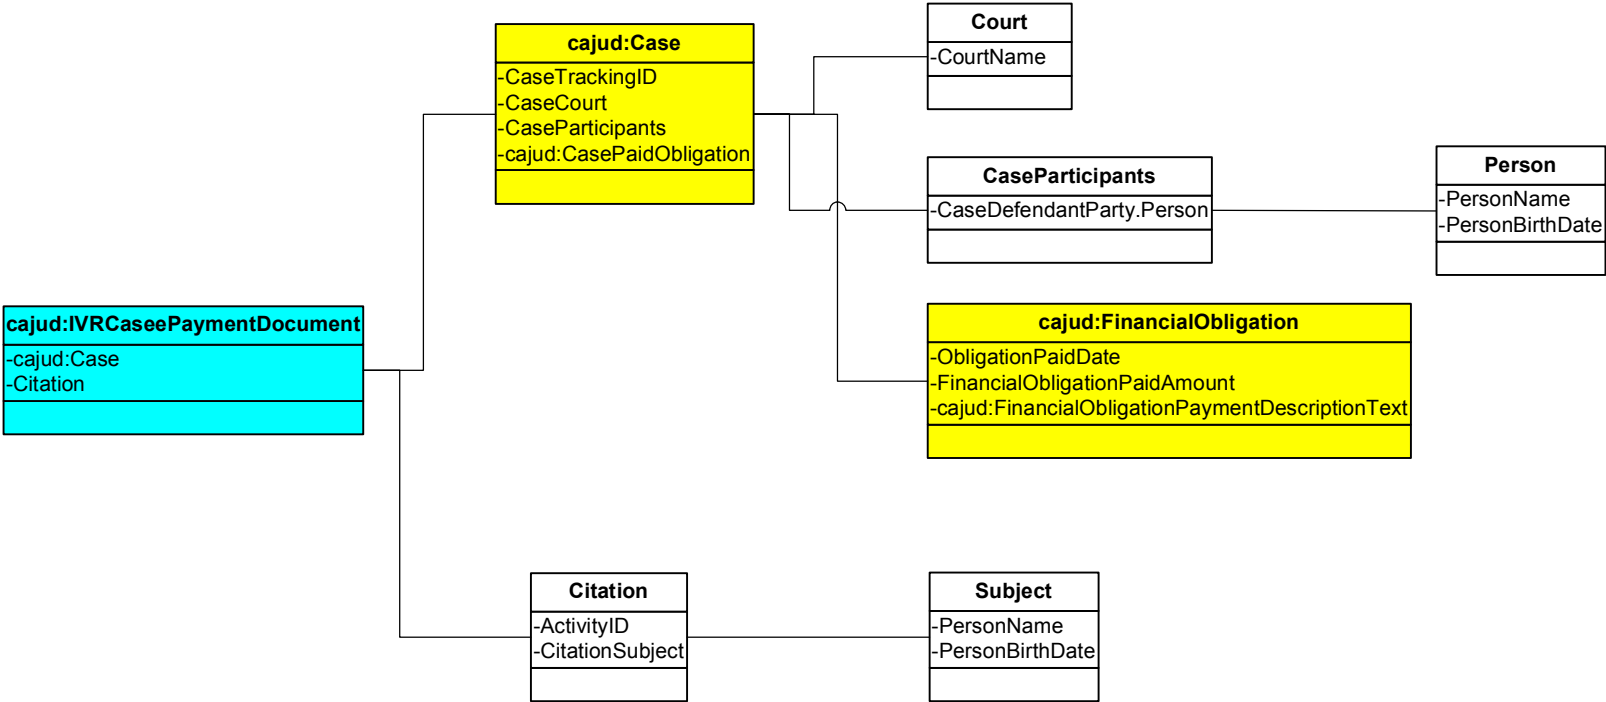 cajud:IVRCaseePaymentDocument
-cajud:Case
-Citation
cajud:Case
-CaseTrackingID
-CaseCourt
-CaseParticipants
-cajud:CasePaidObligation
Court
-CourtName
CaseParticipants
-CaseDefendantParty.Person
Person
-PersonName
-PersonBirthDate
cajud:FinancialObligation
-ObligationPaidDate
-FinancialObligationPaidAmount
-cajud:FinancialObligationPaymentDescriptionText
Citation
-ActivityID
-CitationSubject
Subject
-PersonName
-PersonBirthDate